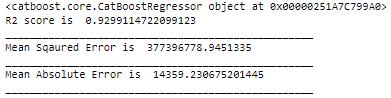 <catboost.core.CatBoostRegressor object at 0x00000251A7C799A0>
R2 score is  0.9299114722099123
Mean Sqaured Error is  377396778.9451335
Mean Absolute Error is  14359.230675201445